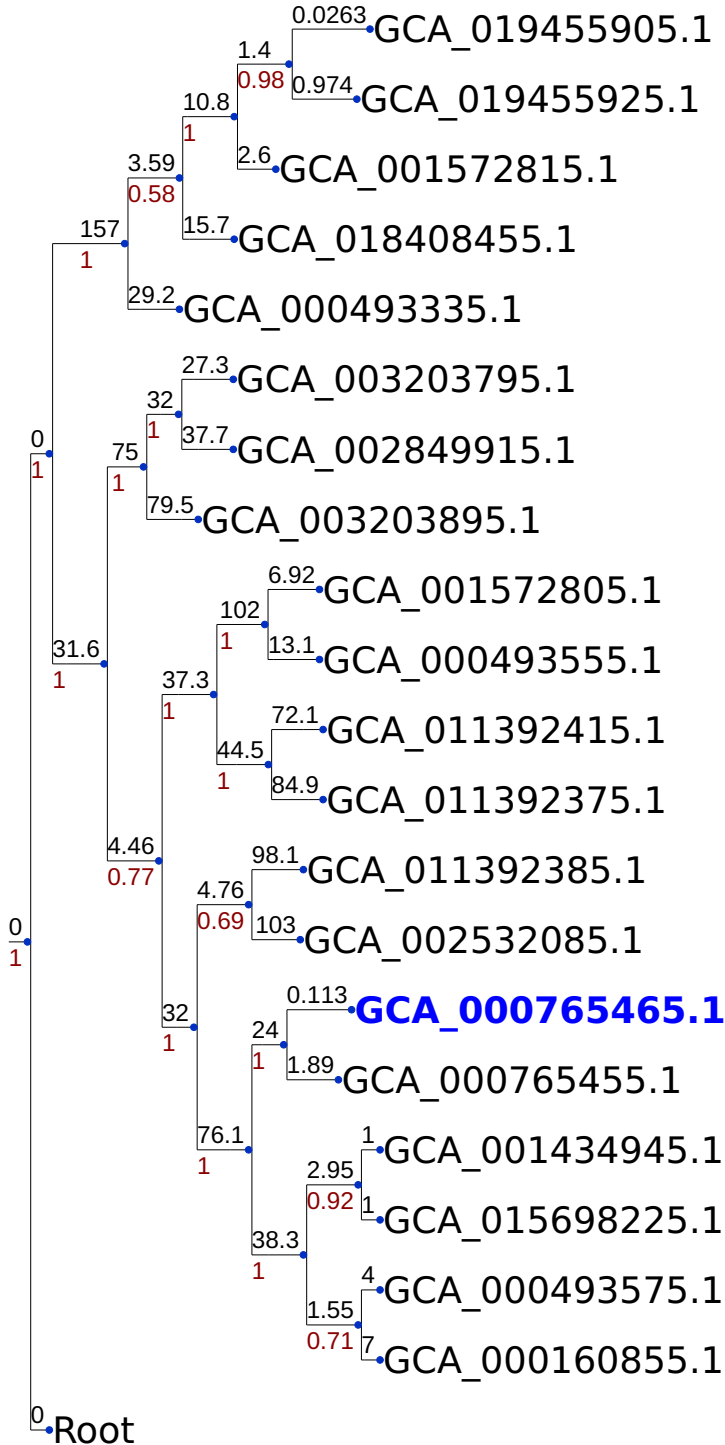 0.0263 GCA_019455905.1
1.4
0.98 0.974 GCA_019455925.1
10.8
1
2.6 GCA_001572815.1
3.59
0.58
15.7 GCA_018408455.1
157
1
29.2 GCA_000493335.1
27.3 GCA_003203795.1
32
1
37.7 GCA_002849915.1
0
1
75
1
79.5 GCA_003203895.1
6.92 GCA_001572805.1
102
1
13.1 GCA_000493555.1
31.6
1
37.3
1
72.1 GCA_011392415.1
44.5
1
84.9 GCA_011392375.1
4.46
0.77
98.1 GCA_011392385.1
4.76
0.69
103 GCA_002532085.1
0
1
0.113 GCA_000765465.1
32
1
24
1
1.89 GCA_000765455.1
76.1
1
1 GCA_001434945.1
2.95
0.92
1 GCA_015698225.1
38.3
1
4 GCA_000493575.1
1.55
0.71
7 GCA_000160855.1
0 Root